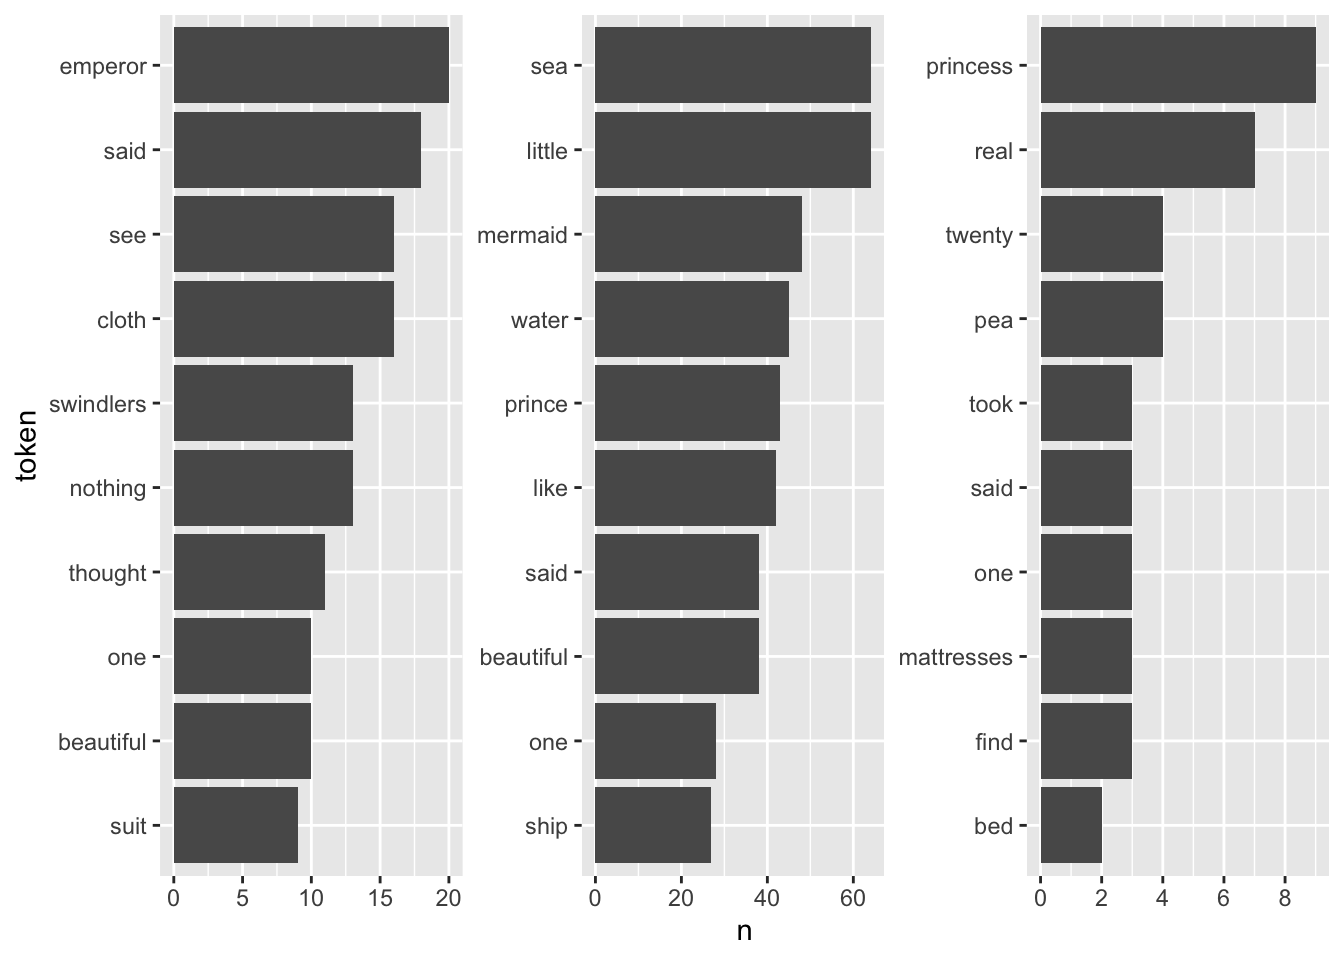 token
emperor
said
see
cloth
swindlers
nothing
thought
one
beautiful
suit
0 5 10 15 20
sea
little
mermaid
water
prince
like
said
beautiful
one
ship
0 20 40 60
princess
real
twenty
pea
took
said
one
mattresses
find
bed
0 2 4 6 8
n